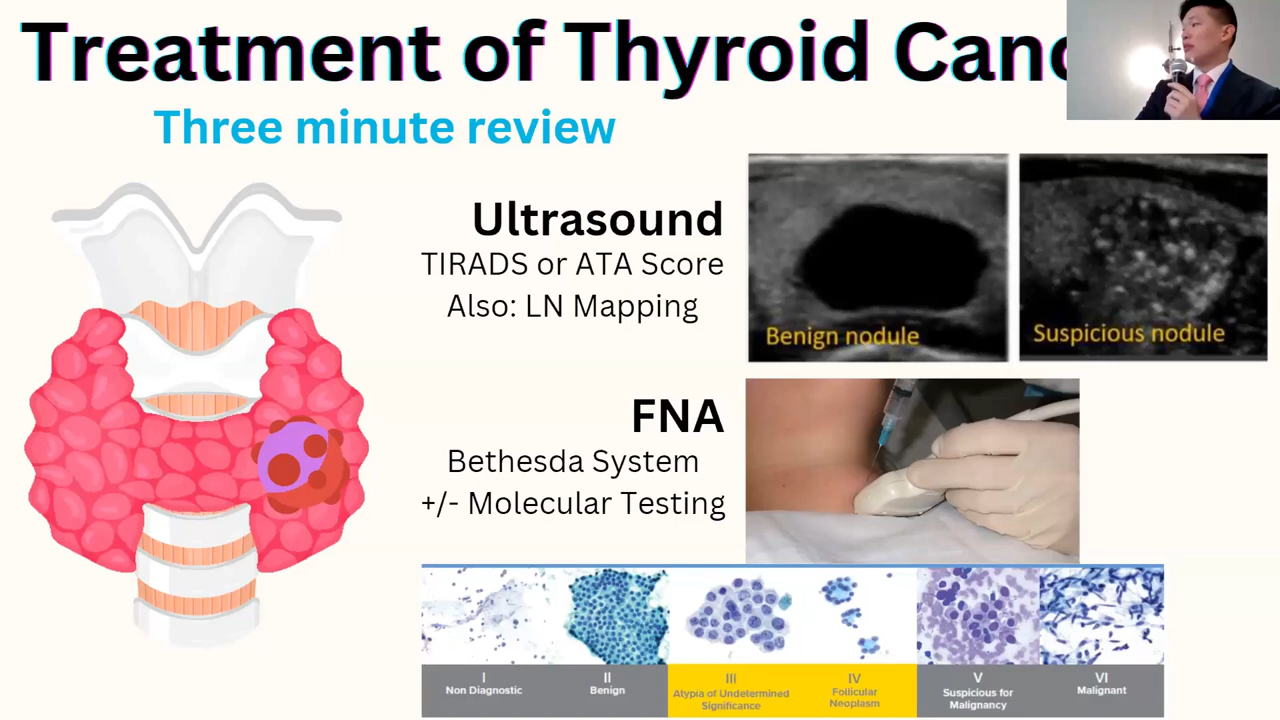 Treatment of Thyroid Canc
Three minute review
Ultrasound
TIRADS or ATA Score
Also: LN Mapping
Benign nodule
Suspicious nodule
FNA
Bethesda System
+/- Molecular Testing
I
Non Diagnostic
II
Benign
III
Atypia of Undetermined
Significance
IV
Follicular
Neoplasm
V
Suspicious for
Malignancy
VI
Malignant